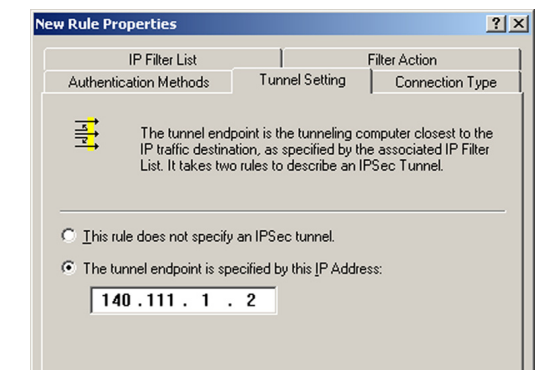 New Rule Properties
IP Filter List
Filter Action
Authentication Methods
Tunnel Setting
Connection Type
The tunnel endpoint is the tunneling computer closest to the
IP traffic destination, as specified by the associated IP Filter
List. It takes two rules to describe an IPSec Tunnel.
This rule does not specify an IPSec tunnel.
The tunnel endpoint is specified by this IP Address:
140 . 111 . 1 . 2